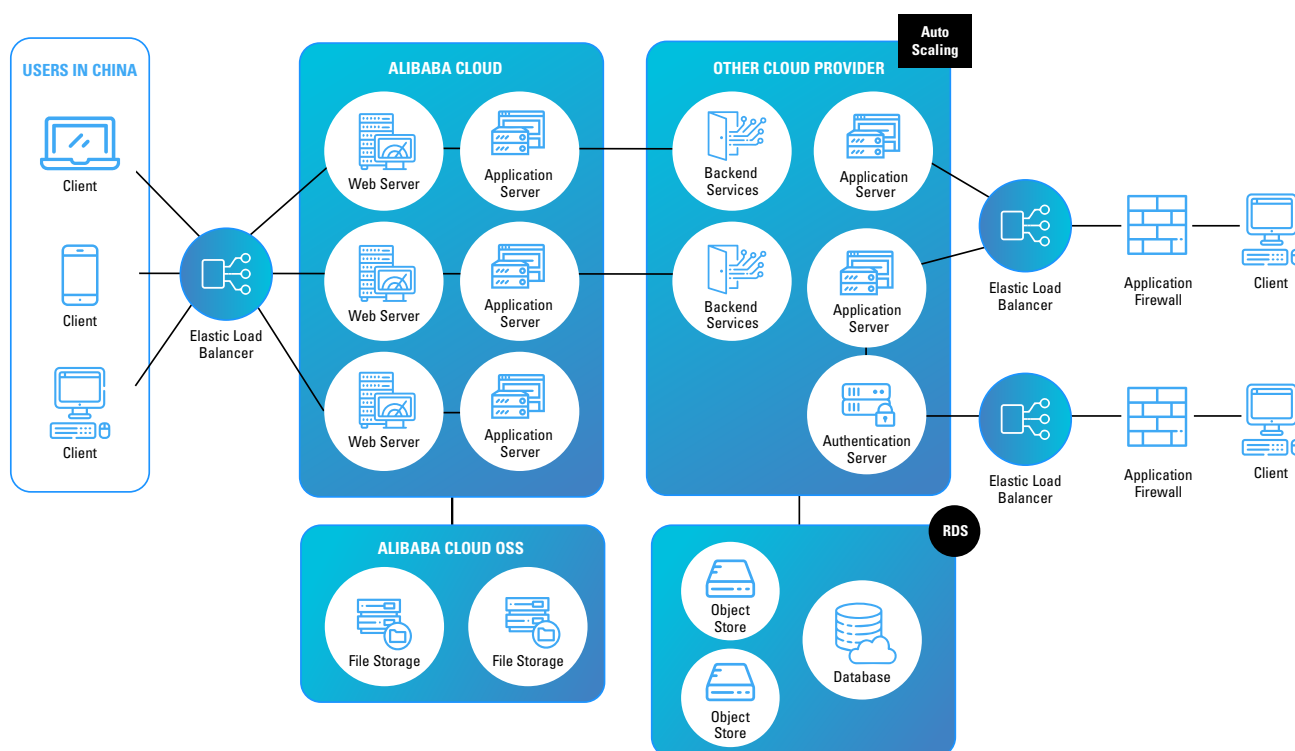 Auto
Scaling
USERS IN CHINA
ALIBABA CLOUD
OTHER CLOUD PROVIDER
Client
Web Server
Application
Server
Backend
Services
Application
Server
Client
Elastic Load
Balancer
Web Server
Application
Server
Backend
Services
Application
Server
Elastic Load
Balancer
Application
Firewall
Client
Client
Web Server
Application
Server
Authentication
Server
Elastic Load
Balancer
Application
Firewall
Client
RDS
ALIBABA CLOUD OSS
File Storage
File Storage
Object
Store
Database
Object
Store